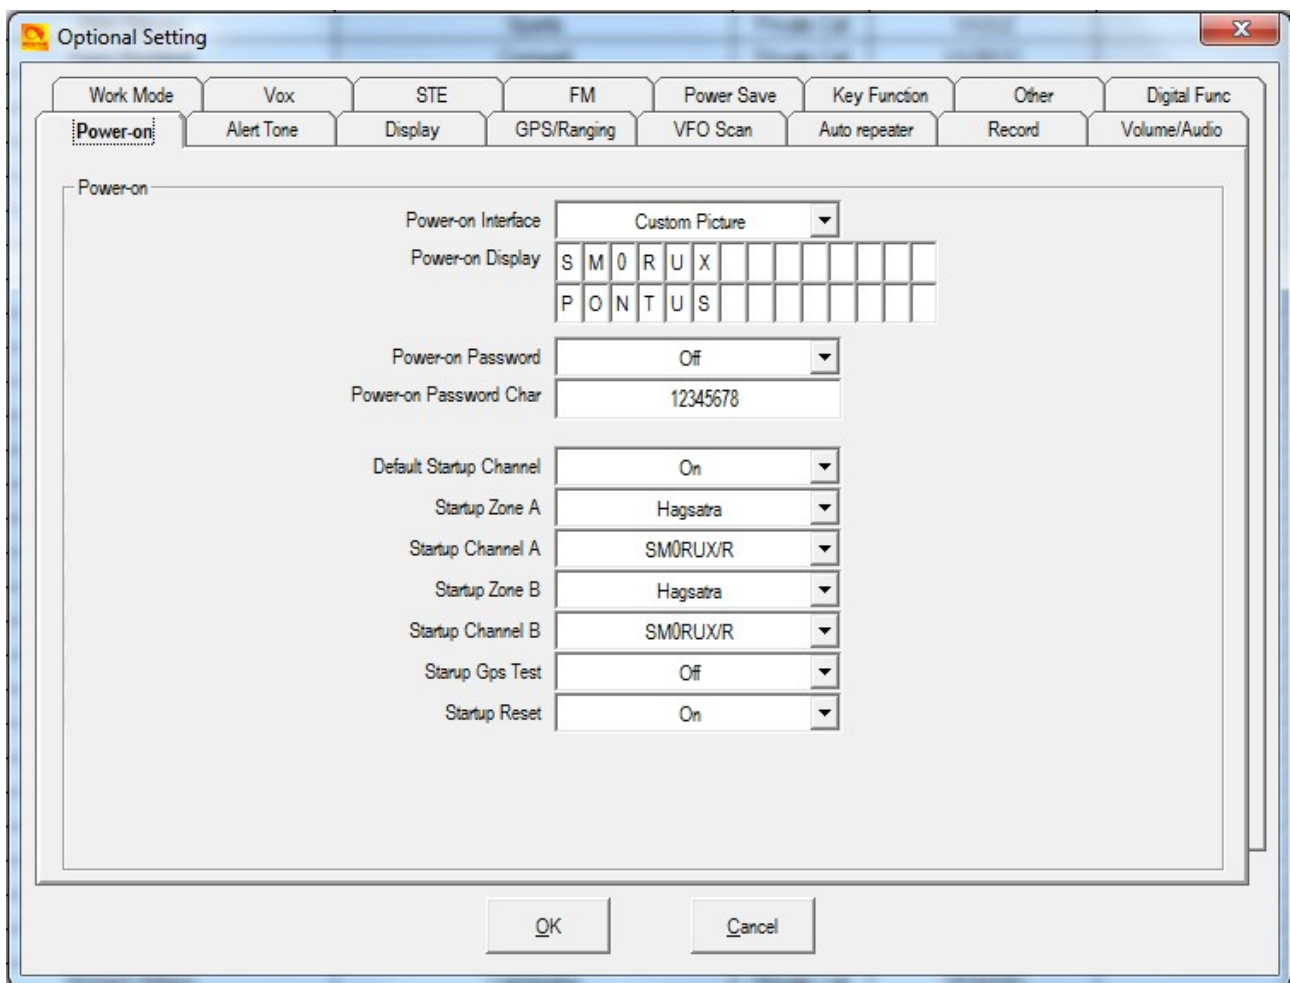 Optional Setting
Work Mode Vox STE FM Power Save Key Function Other Digital Func
Power-on Alert Tone Display GPS/Ranging VFO Scan Auto repeater Record Volume/Audio
Power-on
Power-on Interface Custom Picture
Power-on Display SM0RUX
PONTUS
Power-on Password Off
Power-on Password Char 12345678
Default Startup Channel On
Startup Zone A Hagsatra
Startup Channel A SM0RUX/R
Startup Zone B Hagsatra
Startup Channel B SM0RUX/R
Starup Gps Test Off
Startup Reset On
OK Cancel